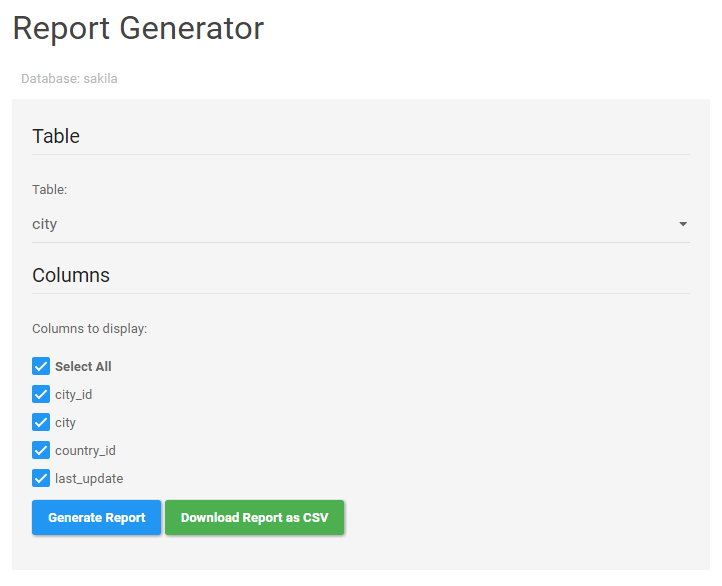 Report Generator
Database: sakila
Table
Table:
city
Columns
Columns to display:
Select All
city_id
city
country_id
last_update
Generate Report Download Report as CSV